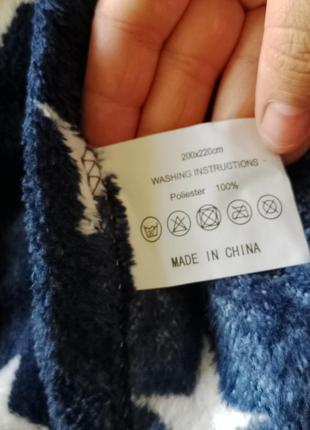 200x220cm
WASHING INSTRUCTIONS -
Poliester 100%
MADE IN CHINA